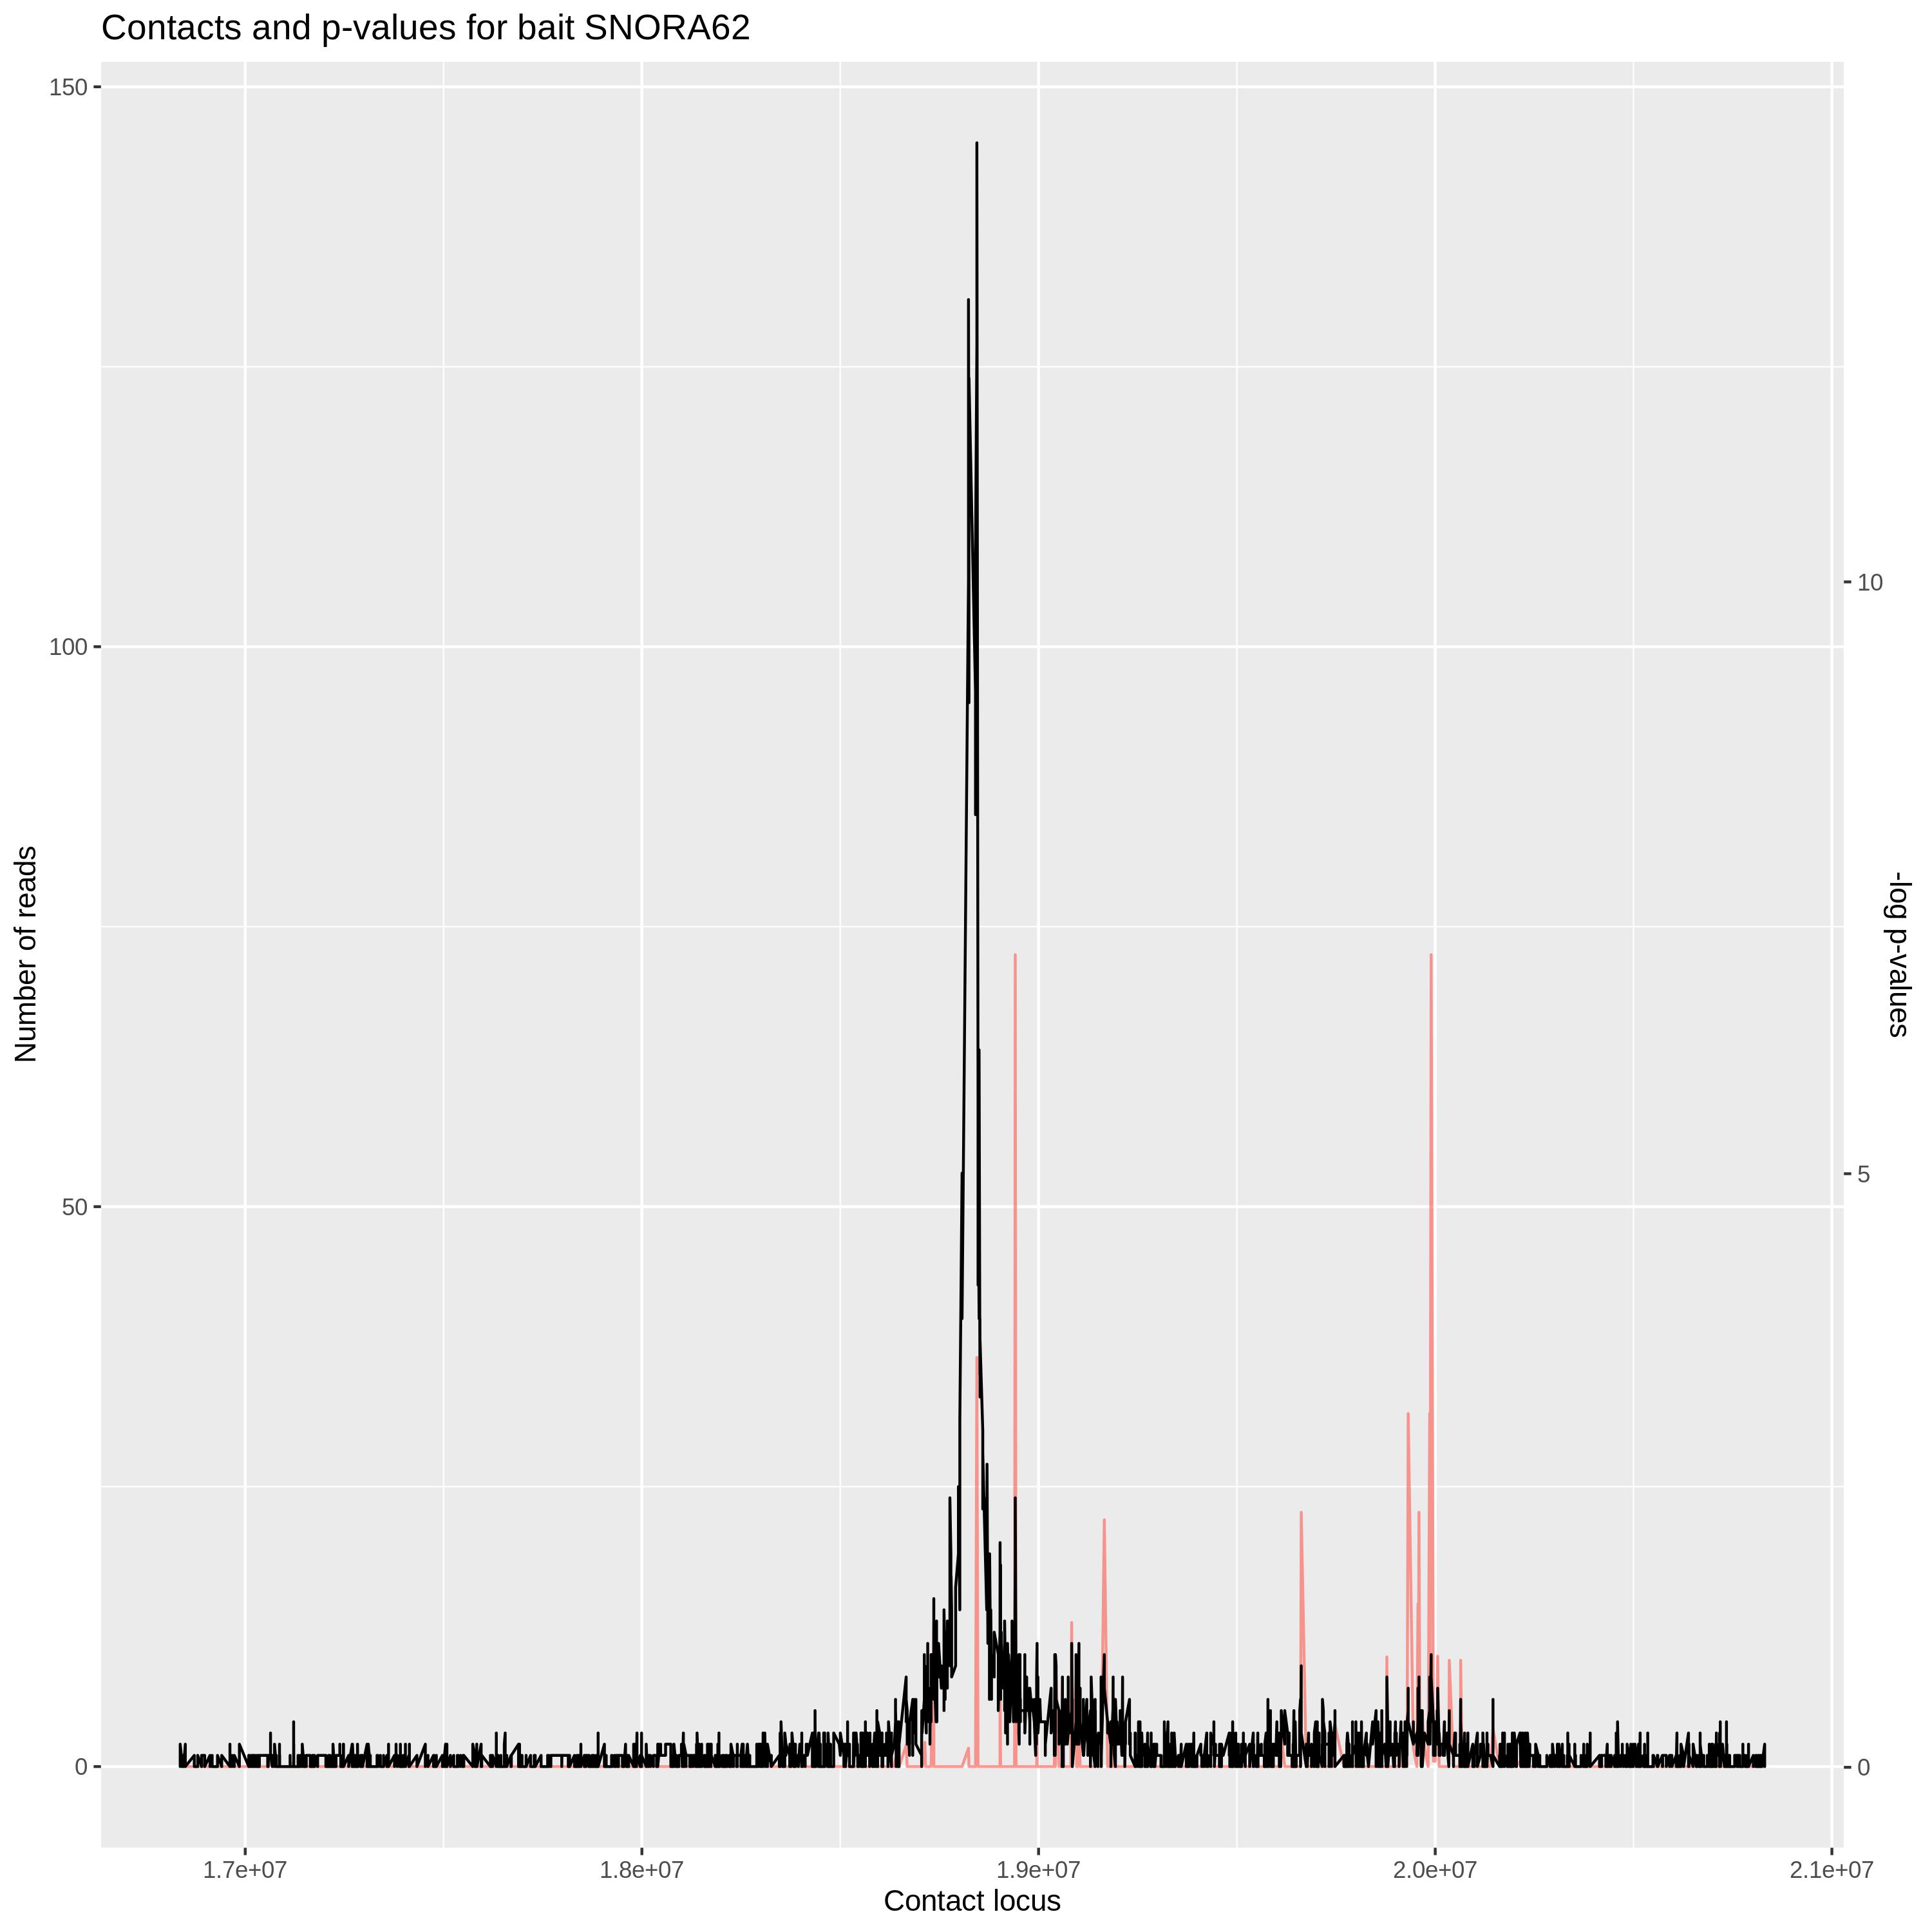 Contacts and p-values for bait SNORA62
150
100
50
0
Number of reads
10
5
0
-log p-values
1.7e+07 1.8e+07 1.9e+07 2.0e+07 2.1e+07
Contact locus